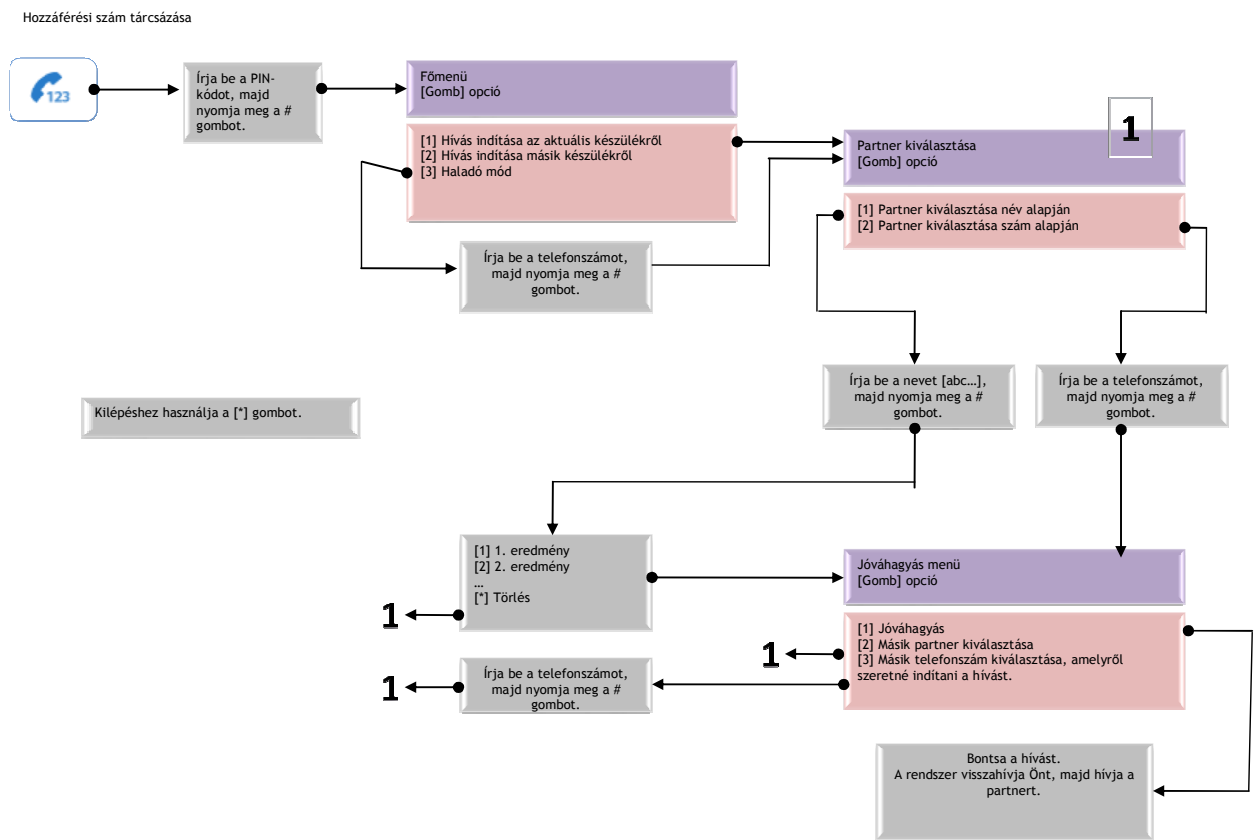 Hozzáférési szám tárcsázása
123
Írja be a PIN-
kódot, majd
nyomja meg a #
gombot.
Főmenü
[Gomb] opció
[1] Hívás indítása az aktuális készülékről
[2] Hívás indítása másik készülékről
[3] Haladó mód
1
Partner kiválasztása
[Gomb] opció
[1] Partner kiválasztása név alapján
[2] Partner kiválasztása szám alapján
Írja be a telefonszámot,
majd nyomja meg a #
gombot.
Írja be a nevet [abc…],
majd nyomja meg a #
gombot.
Írja be a telefonszámot,
majd nyomja meg a #
gombot.
Kilépéshez használja a [*] gombot.
[1] 1. eredmény
[2] 2. eredmény
…
[*] Törlés
1
Jóváhagyás menü
[Gomb] opció
[1] Jóváhagyás
[2] Másik partner kiválasztása
[3] Másik telefonszám kiválasztása, amelyről
szeretné indítani a hívást.
1
Írja be a telefonszámot,
majd nyomja meg a #
gombot.
1
Bontsa a hívást.
A rendszer visszahívja Önt, majd hívja a
partnert.